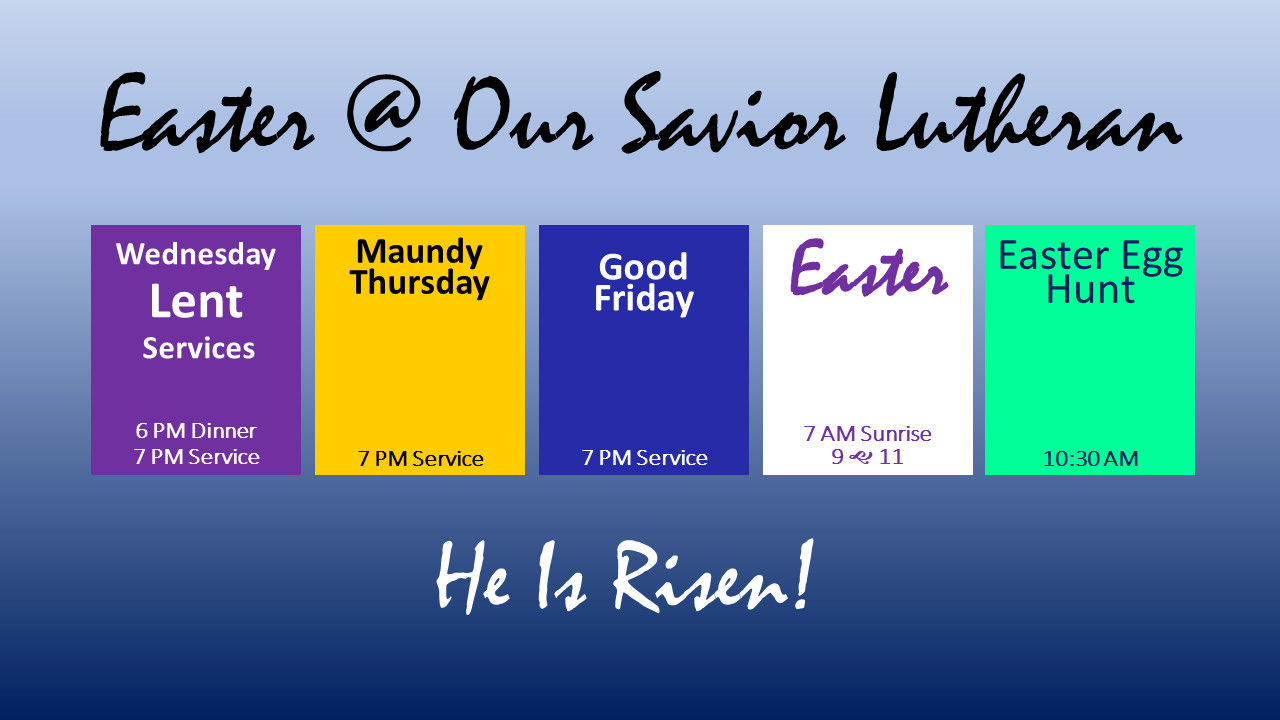 Easter @ Our Savior Lutheran
Wednesday
Lent
Services
6 PM Dinner
7 PM Service
Maundy
Thursday
7 PM Service
Good
Friday
7 PM Service
Easter
7 AM Sunrise
9 & 11
Easter Egg
Hunt
10:30 AM
He Is Risen!